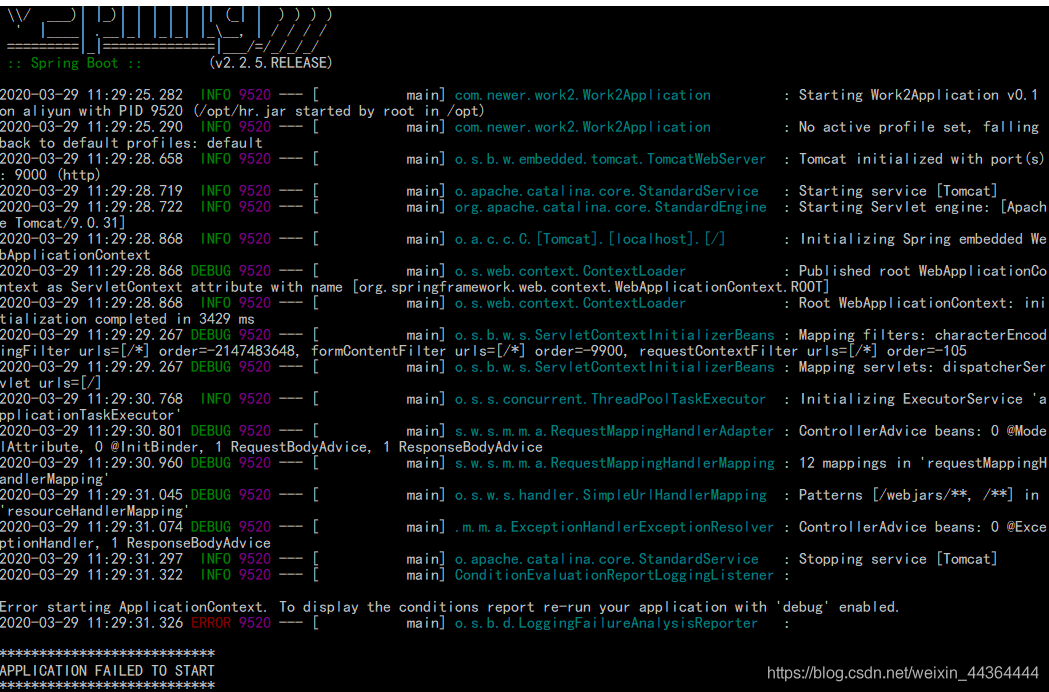 =========|_|==============|___/=/_/_/_/
:: Spring Boot :: (v2.2.5.RELEASE)
2020-03-29 11:29:25.282 INFO 9520 --- [ main] com.newer.work2.Work2Application : Starting Work2Application v0.1
on aliyun with PID 9520 (/opt/hr.jar started by root in /opt)
2020-03-29 11:29:25.290 INFO 9520 --- [ main] com.newer.work2.Work2Application : No active profile set, falling
back to default profiles: default
2020-03-29 11:29:28.658 INFO 9520 --- [ main] o.s.b.w.embedded.tomcat.TomcatWebServer : Tomcat initialized with port(s)
: 9000 (http)
2020-03-29 11:29:28.719 INFO 9520 --- [ main] o.apache.catalina.core.StandardService : Starting service [Tomcat]
2020-03-29 11:29:28.722 INFO 9520 --- [ main] org.apache.catalina.core.StandardEngine : Starting Servlet engine: [Apach
e Tomcat/9.0.31]
2020-03-29 11:29:28.868 INFO 9520 --- [ main] o.a.c.c.C.[Tomcat].[localhost].[/] : Initializing Spring embedded We
bApplicationContext
2020-03-29 11:29:28.868 DEBUG 9520 --- [ main] o.s.web.context.ContextLoader : Published root WebApplicationCo
ntext as ServletContext attribute with name [org.springframework.web.context.WebApplicationContext.ROOT]
2020-03-29 11:29:28.868 INFO 9520 --- [ main] o.s.web.context.ContextLoader : Root WebApplicationContext: ini
tialization completed in 3429 ms
2020-03-29 11:29:29.267 DEBUG 9520 --- [ main] o.s.b.w.s.ServletContextInitializerBeans : Mapping filters: characterEncod
ingFilter urls=[/*] order=-2147483648, formContentFilter urls=[/*] order=-9900, requestContextFilter urls=[/*] order=-105
2020-03-29 11:29:29.267 DEBUG 9520 --- [ main] o.s.b.w.s.ServletContextInitializerBeans : Mapping servlets: dispatcherSer
vlet urls=[/]
2020-03-29 11:29:30.768 INFO 9520 --- [ main] o.s.s.concurrent.ThreadPoolTaskExecutor : Initializing ExecutorService 'a
pplicationTaskExecutor'
2020-03-29 11:29:30.801 DEBUG 9520 --- [ main] s.w.s.m.m.a.RequestMappingHandlerAdapter : ControllerAdvice beans: 0 @Mode
lAttribute, 0 @InitBinder, 1 RequestBodyAdvice, 1 ResponseBodyAdvice
2020-03-29 11:29:30.960 DEBUG 9520 --- [ main] s.w.s.m.m.a.RequestMappingHandlerMapping : 12 mappings in 'requestMappingH
andlerMapping'
2020-03-29 11:29:31.045 DEBUG 9520 --- [ main] o.s.w.s.handler.SimpleUrlHandlerMapping : Patterns [/webjars/**, /**] in
'resourceHandlerMapping'
2020-03-29 11:29:31.074 DEBUG 9520 --- [ main] .m.m.a.ExceptionHandlerExceptionResolver : ControllerAdvice beans: 0 @Exce
ptionHandler, 1 ResponseBodyAdvice
2020-03-29 11:29:31.297 INFO 9520 --- [ main] o.apache.catalina.core.StandardService : Stopping service [Tomcat]
2020-03-29 11:29:31.322 INFO 9520 --- [ main] ConditionEvaluationReportLoggingListener :
Error starting ApplicationContext. To display the conditions report re-run your application with 'debug' enabled.
2020-03-29 11:29:31.326 ERROR 9520 --- [ main] o.s.b.d.LoggingFailureAnalysisReporter :
***************************
APPLICATION FAILED TO START
***************************
https://blog.csdn.net/weixin_44364444